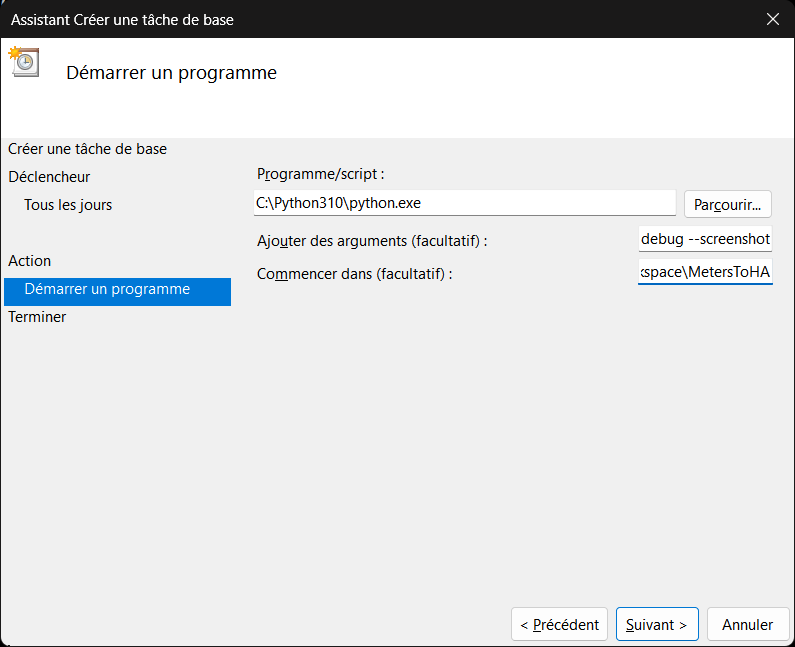 Assistant Créer une tâche de base
Démarrer un programme
Créer une tâche de base
Déclencheur
Tous les jours
Action
Démarrer un programme
Terminer
Programme/script :
C:\Python310\python.exe
Parcourir...
Ajouter des arguments (facultatif) :
debug --screenshot
Commencer dans (facultatif) :
space\MetersToHA
< Précédent
Suivant >
Annuler